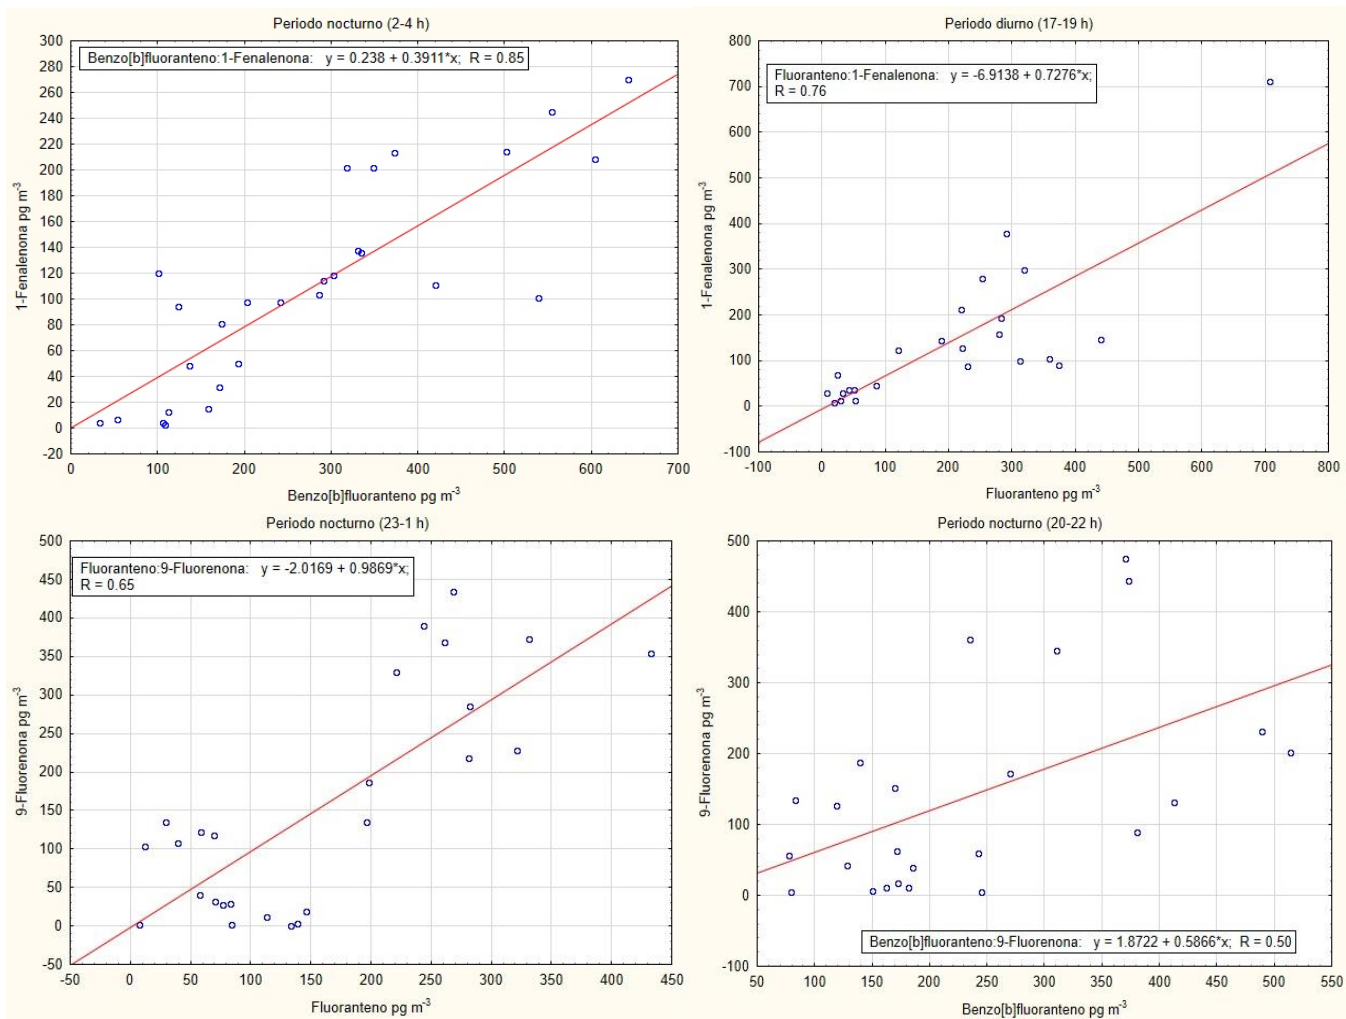 Periodo nocturno (2-4 h)
Benzo[b]fluoranteno:1-Fenalenona: y = 0.238 + 0.3911*x; R = 0.85
1-Fenalenona pg m⁻³
300
280
260
240
220
200
180
160
140
120
100
80
60
40
20
0
-20
0 100 200 300 400 500 600 700
Benzo[b]fluoranteno pg m⁻³
Periodo diurno (17-19 h)
Fluoranteno:1-Fenalenona: y = -6.9138 + 0.7276*x;
R = 0.76
1-Fenalenona pg m⁻³
800
700
600
500
400
300
200
100
0
-100
-100 0 100 200 300 400 500 600 700 800
Fluoranteno pg m⁻³
Periodo nocturno (23-1 h)
Fluoranteno:9-Fluorenona: y = -2.0169 + 0.9869*x;
R = 0.65
9-Fluorenona pg m⁻³
500
450
400
350
300
250
200
150
100
50
0
-50
-50 0 50 100 150 200 250 300 350 400 450
Fluoranteno pg m⁻³
Periodo nocturno (20-22 h)
9-Fluorenona pg m⁻³
500
400
300
200
100
0
-100
Benzo[b]fluoranteno:9-Fluorenona: y = 1.8722 + 0.5866*x; R = 0.50
50 100 150 200 250 300 350 400 450 500 550
Benzo[b]fluoranteno pg m⁻³